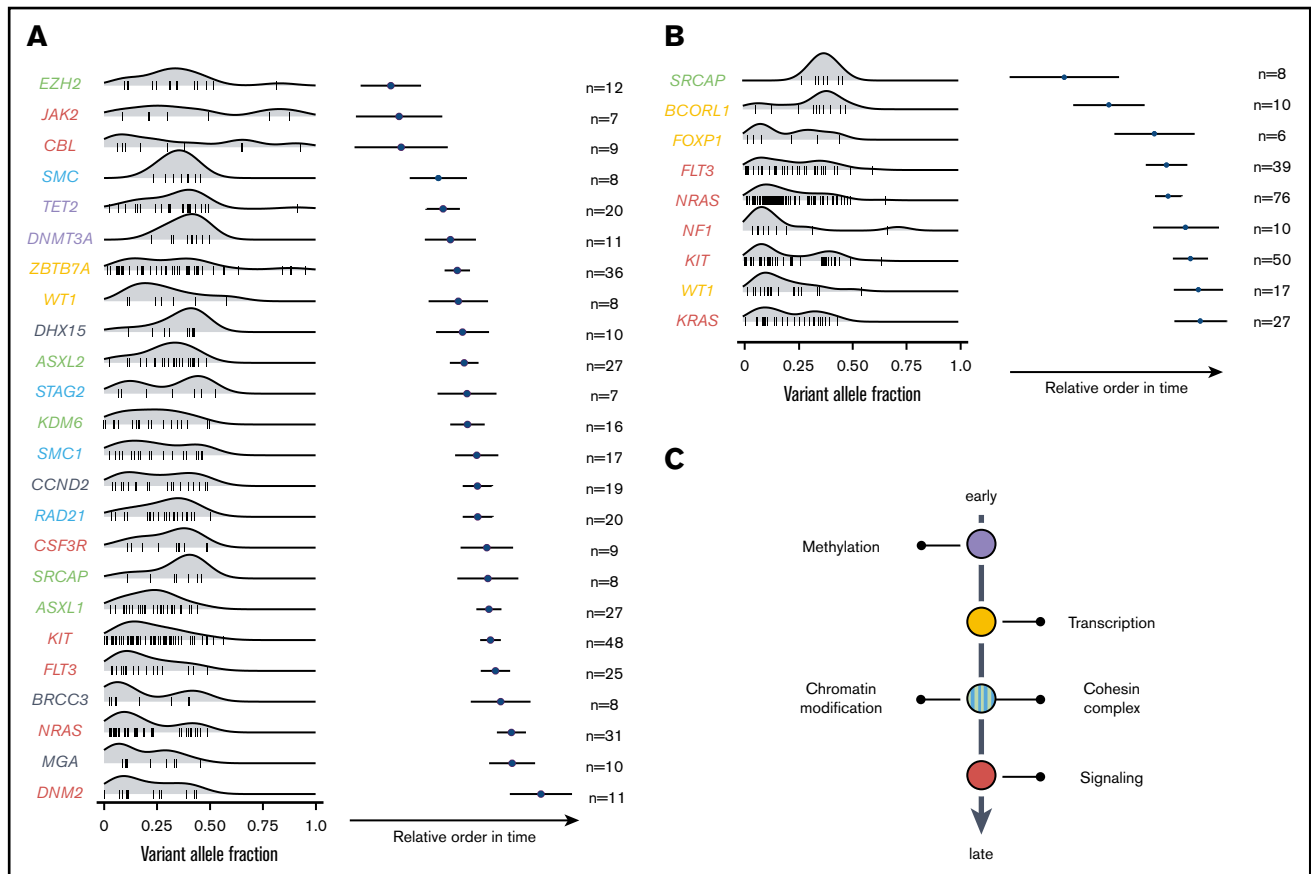 A
EZH2 n=12
JAK2 n=7
CBL n=9
SMC n=8
TET2 n=20
DNMT3A n=11
ZBTB7A n=36
WT1 n=8
DHX15 n=10
ASXL2 n=27
STAG2 n=7
KDM6 n=16
SMC1 n=17
CCND2 n=19
RAD21 n=20
CSF3R n=9
SRCAP n=8
ASXL1 n=27
KIT n=48
FLT3 n=25
BRCC3 n=8
NRAS n=31
MGA n=10
DNM2 n=11
0 0.25 0.50 0.75 1.0
Variant allele fraction
Relative order in time
B
SRCAP n=8
BCORL1 n=10
FOXP1 n=6
FLT3 n=39
NRAS n=76
NF1 n=10
KIT n=50
WT1 n=17
KRAS n=27
0 0.25 0.50 0.75 1.0
Variant allele fraction
Relative order in time
C
early
Methylation
Transcription
Chromatin
modification
Cohesin
complex
Signaling
late